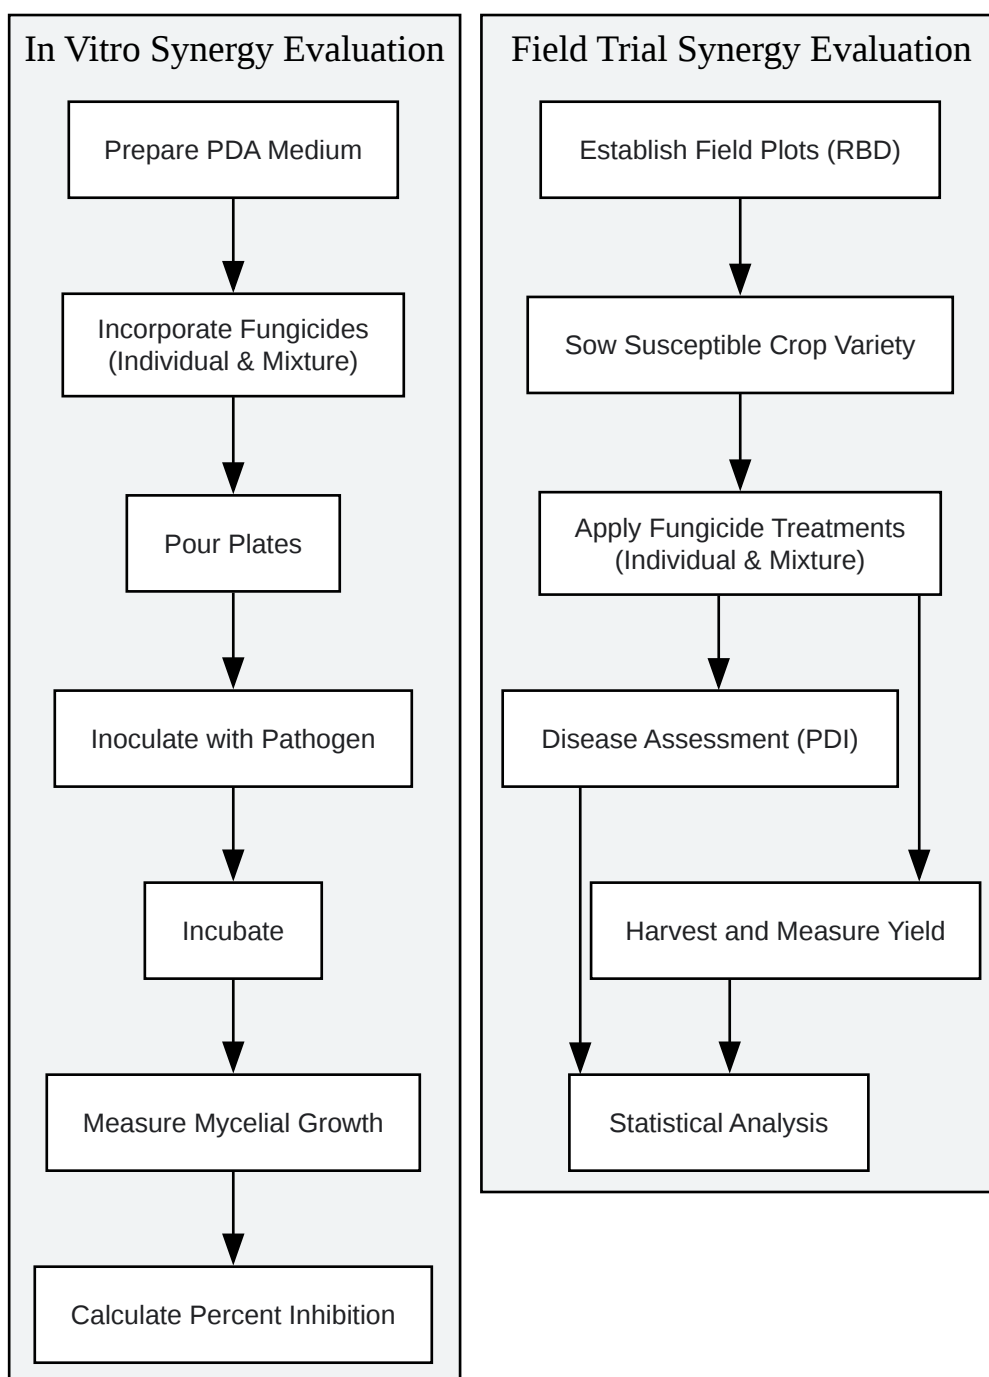 In Vitro Synergy Evaluation
Prepare PDA Medium
Incorporate Fungicides
(Individual & Mixture)
Pour Plates
Inoculate with Pathogen
Incubate
Measure Mycelial Growth
Calculate Percent Inhibition
Field Trial Synergy Evaluation
Establish Field Plots (RBD)
Sow Susceptible Crop Variety
Apply Fungicide Treatments
(Individual & Mixture)
Disease Assessment (PDI)
Harvest and Measure Yield
Statistical Analysis